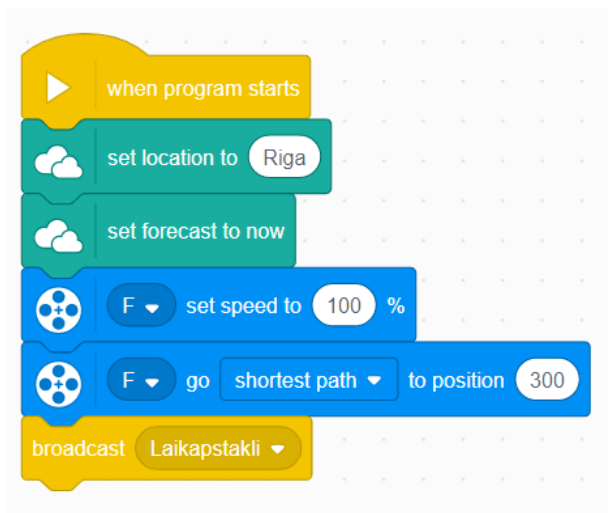 when program starts
set location to Riga
set forecast to now
F set speed to 100 %
F go shortest path to position 300
broadcast Laikapstakli